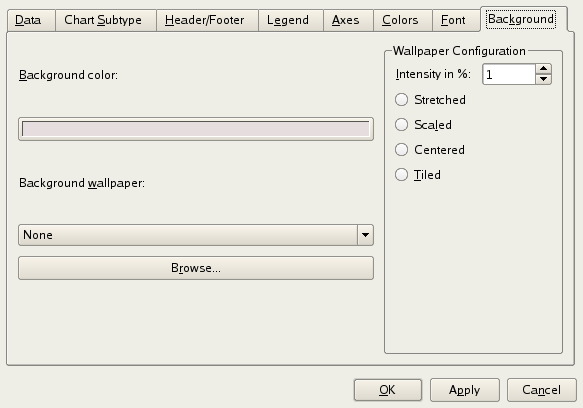 Data Chart Subtype Header/Footer Legend Axes Colors Font Background
Background color:
Background wallpaper:
None
Browse...
Wallpaper Configuration
Intensity in %: 1
Stretched
Scaled
Centered
Tiled
OK Apply Cancel